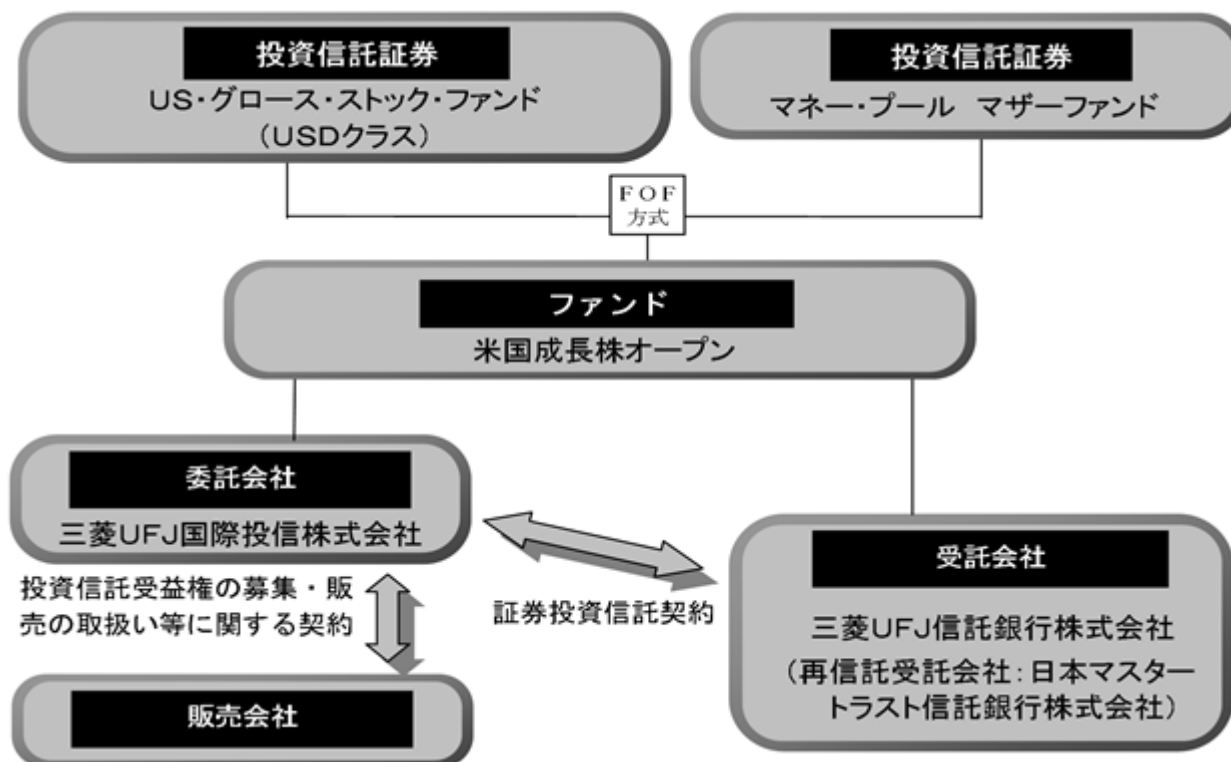 投資信託証券
US・グロース・ストック・ファンド
(USDクラス)
投資信託証券
マネー・プール　マザーファンド
FOF
方式
ファンド
米国成長株オープン
委託会社
三菱UFJ国際投信株式会社
投資信託受益権の募集・販
売の取扱い等に関する契約
販売会社
証券投資信託契約
受託会社
三菱UFJ信託銀行株式会社
(再信託受託会社:日本マスター
トラスト信託銀行株式会社)